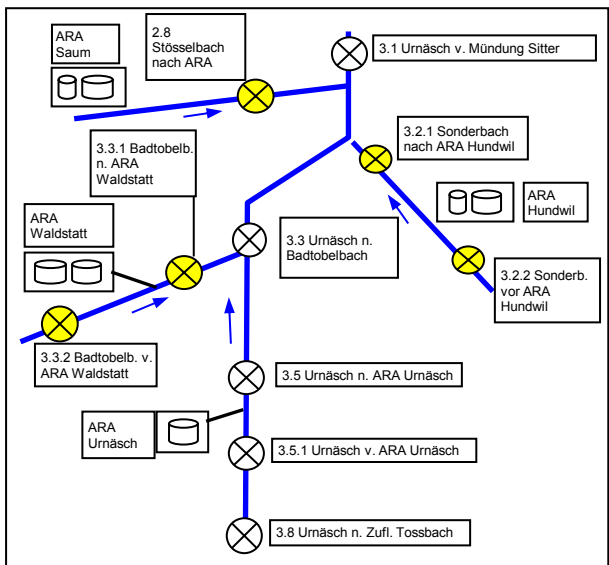 ARA
Saum
2.8
Stösselbach
nach ARA
3.1 Urnäsch v. Mündung Sitter
3.3.1 Badtobelb.
n. ARA
Waldstatt
3.2.1 Sonderbach
nach ARA Hundwil
ARA
Hundwil
ARA
Waldstatt
3.3 Urnäsch n.
Badtobelbach
3.2.2 Sonderb.
vor ARA
Hundwil
3.3.2 Badtobelb. v.
ARA Waldstatt
3.5 Urnäsch n. ARA Urnäsch
ARA
Urnäsch
3.5.1 Urnäsch v. ARA Urnäsch
3.8 Urnäsch n. Zufl. Tossbach